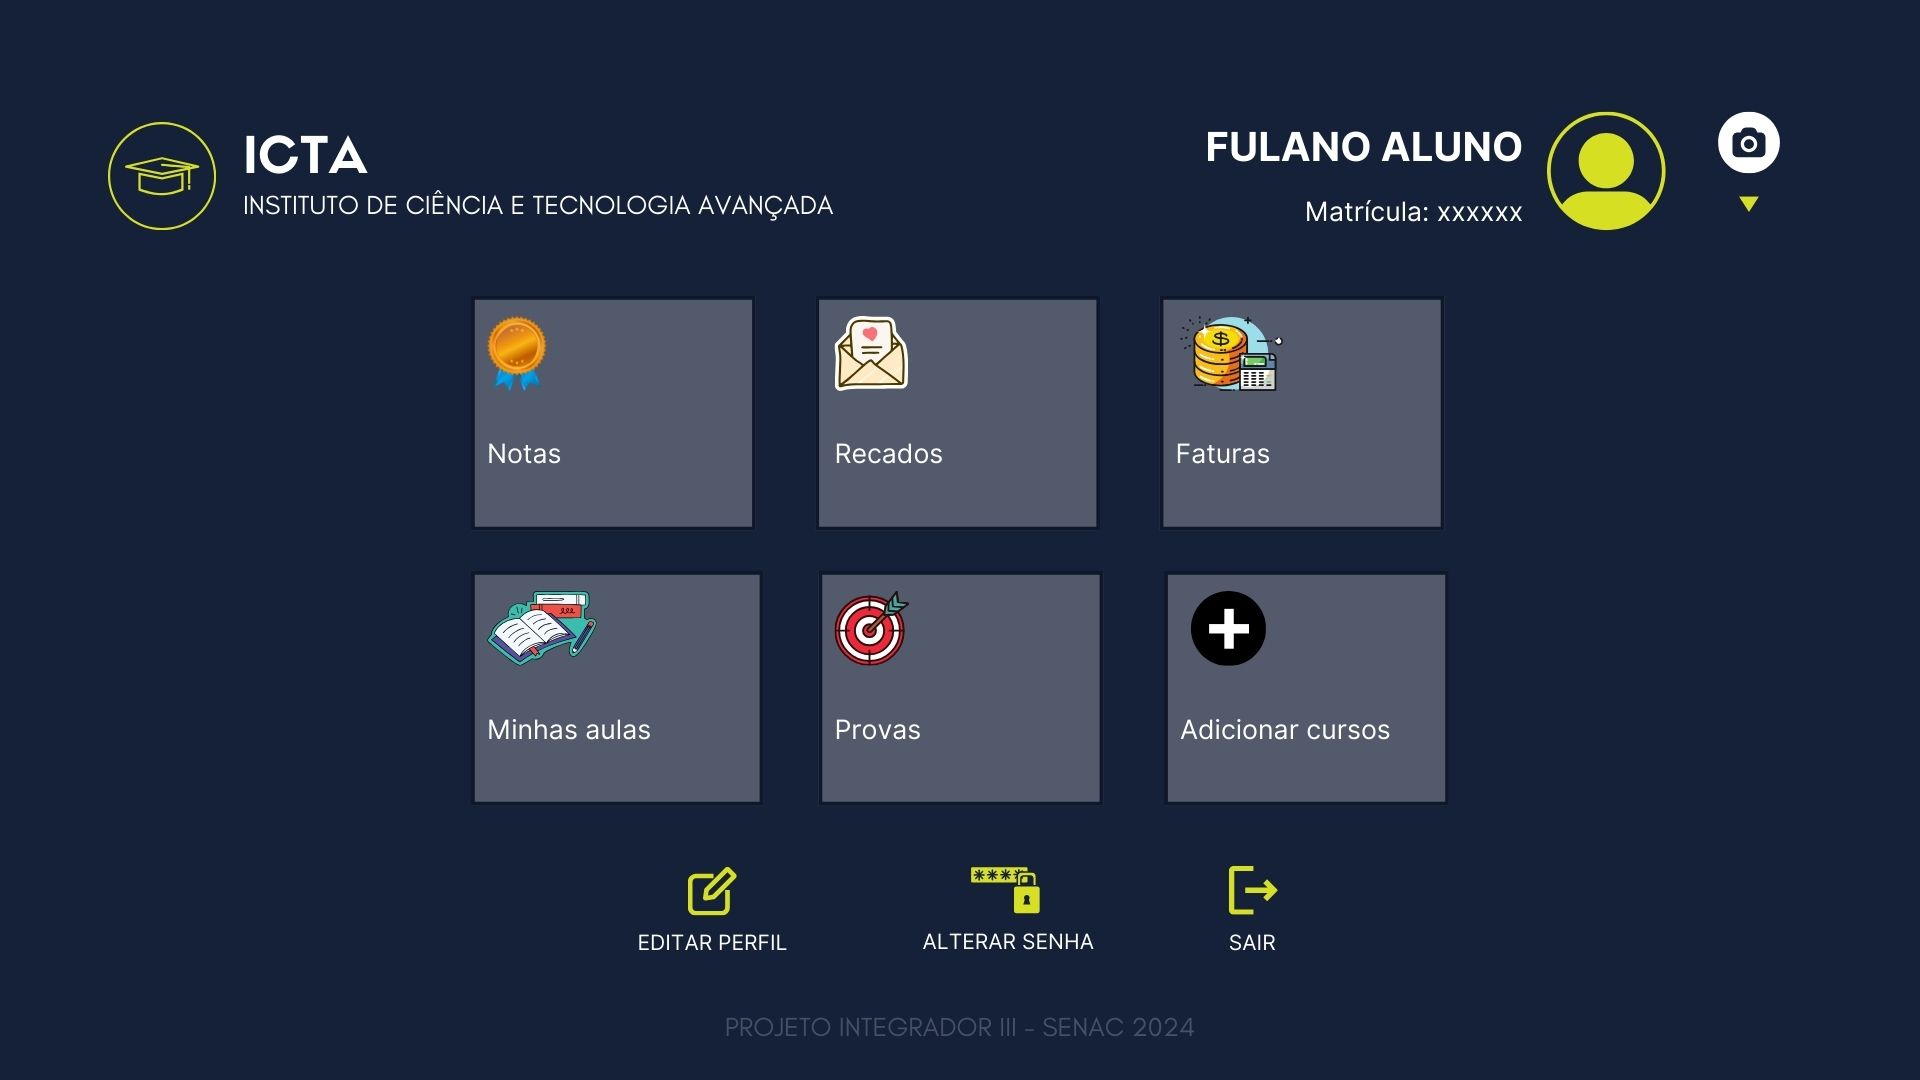 ICTA
INSTITUTO DE CIÊNCIA E TECNOLOGIA AVANÇADA
FULANO ALUNO
Matrícula: xxxxxx
Notas
Recados
Faturas
Minhas aulas
Provas
Adicionar cursos
EDITAR PERFIL
ALTERAR SENHA
SAIR
PROJETO INTEGRADOR III - SENAC 2024